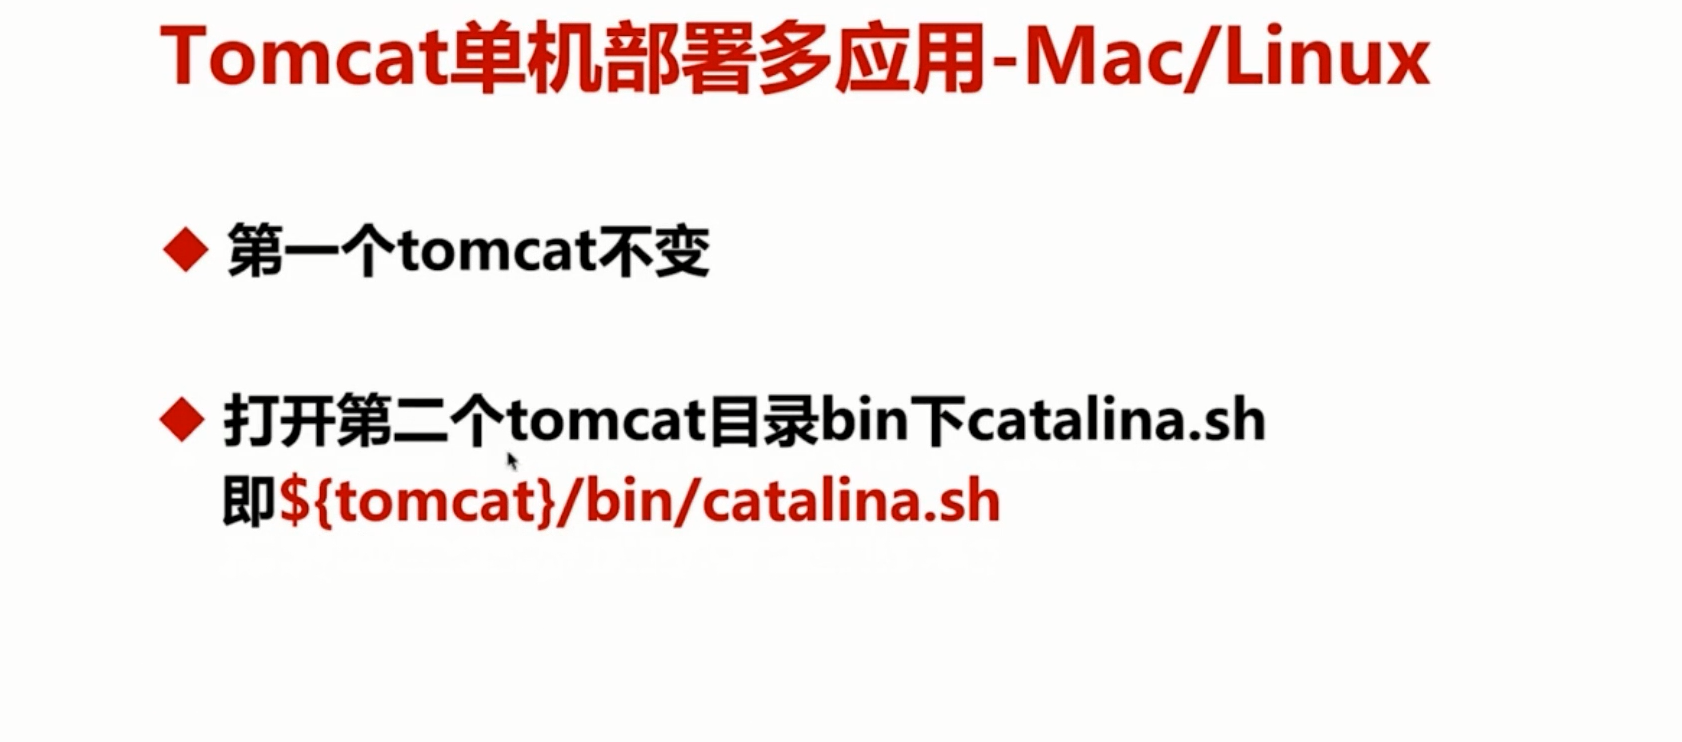 Tomcat单机部署多应用-Mac/Linux
第一个tomcat不变
打开第二个tomcat目录bin下catalina.sh
即${tomcat}/bin/catalina.sh